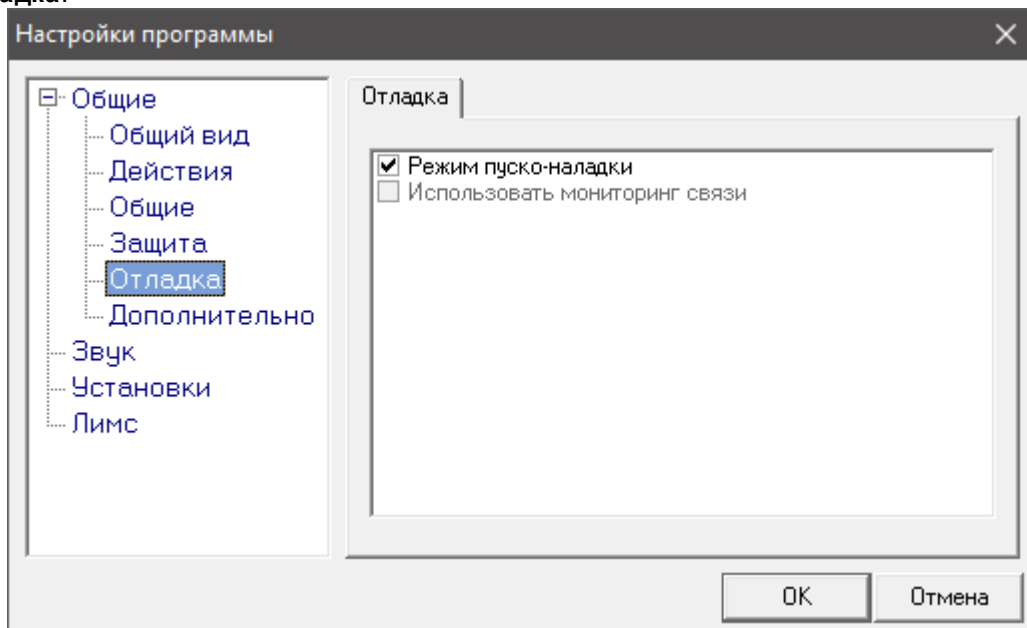 адка.
Настройки программы
Общие
Общий вид
Действия
Общие
Защита
Отладка
Дополнительно
Звук
Установки
Лимс
Отладка
Режим пуско-наладки
Использовать мониторинг связи
OK
Отмена